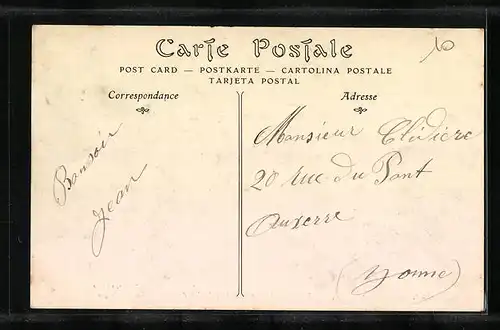 Carte Postale
POST CARD — POSTKARTE — CARTOLINA POSTALE
TARJETA POSTAL
Correspondance
Adresse
10
Bonsoir
Jean
Monsieur Clédière
20 rue du Pont
Auxerre
(Yonne)